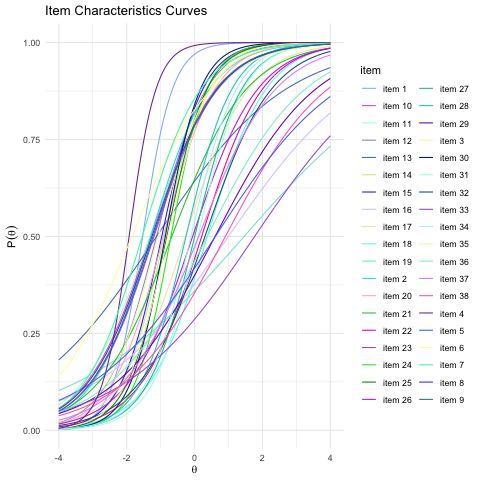 Item Characteristics Curves
1.00
0.75
0.50
0.25
0.00
P(θ)
-4
-2
0
2
4
θ
item
item 1
item 10
item 11
item 12
item 13
item 14
item 15
item 16
item 17
item 18
item 19
item 2
item 20
item 21
item 22
item 23
item 24
item 25
item 26
item 27
item 28
item 29
item 3
item 30
item 31
item 32
item 33
item 34
item 35
item 36
item 37
item 38
item 4
item 5
item 6
item 7
item 8
item 9